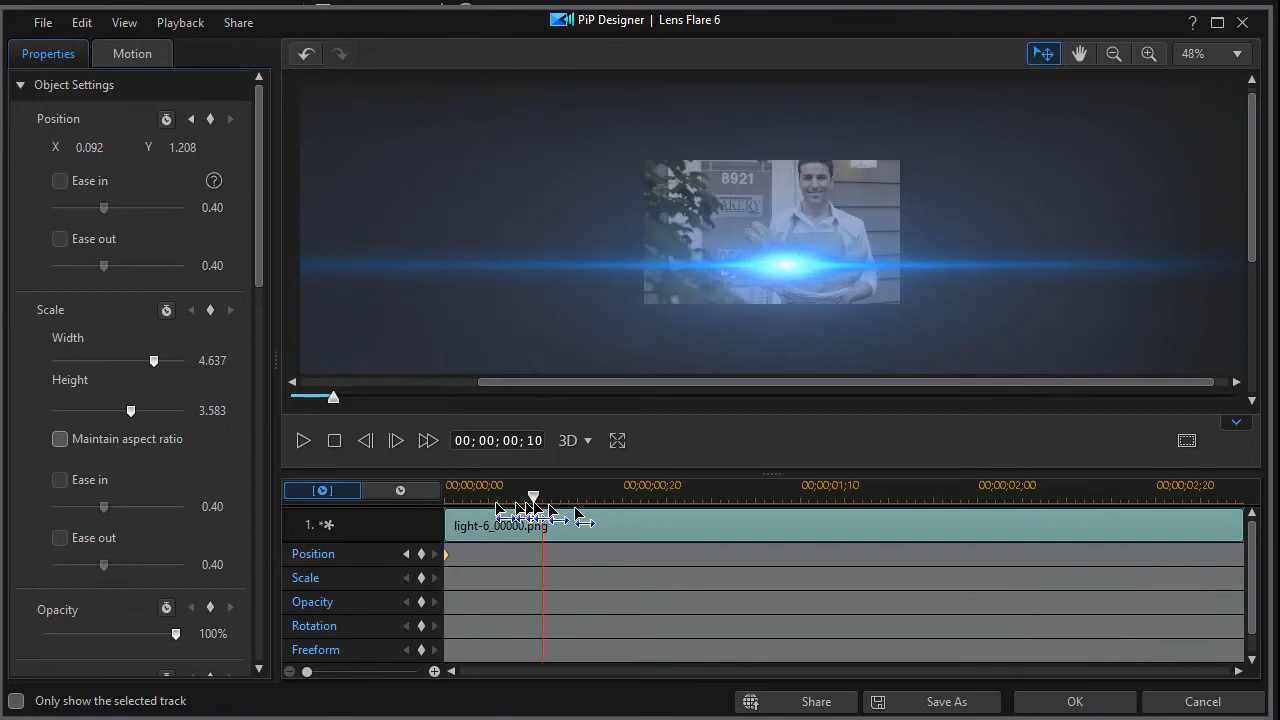 File Edit View Playback Share
PiP Designer | Lens Flare 6
?
Properties Motion
48%
Object Settings
Position
X 0.092 Y 1.208
Ease in ?
0.40
Ease out
0.40
Scale
Width
4.637
Height
3.583
Maintain aspect ratio
Ease in
0.40
Ease out
0.40
Opacity
100%
8921
BAKERY
00; 00; 00; 10 3D
00;00;00;00 00;00;00;20 00;00;01;10 00;00;02;00 00;00;02;20
1. light-6_00000.png
Position
Scale
Opacity
Rotation
Freeform
Only show the selected track
Share Save As OK Cancel